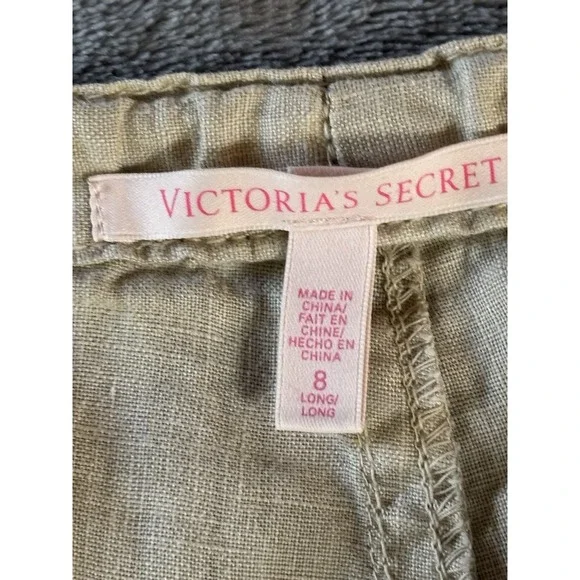 VICTORIA'S SECRET
MADE IN
CHINA/
FAIT EN
CHINE/
HECHO EN
CHINA
8
LONG/
LONG